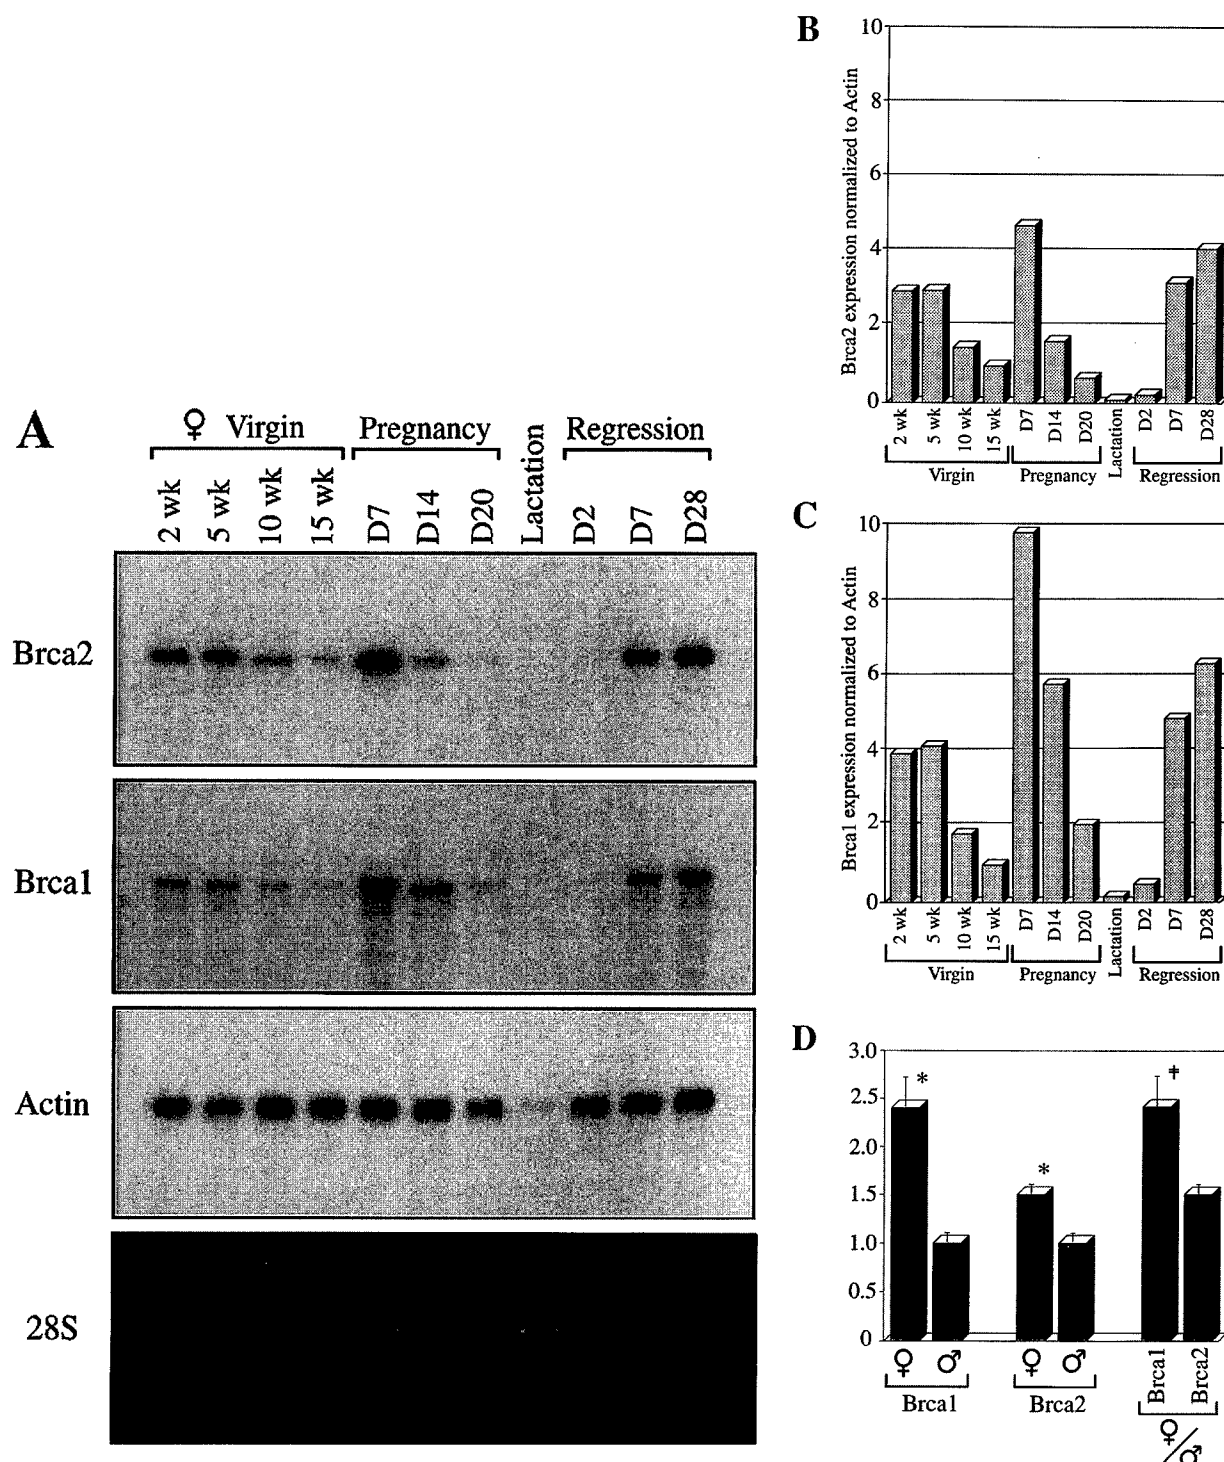 A
♀ Virgin
Pregnancy
Lactation
Regression
2 wk
5 wk
10 wk
15 wk
D7
D14
D20
D2
D7
D28
Brca2
Brca1
Actin
28S
B
Brca2 expression normalized to Actin
10
8
6
4
2
0
2 wk
5 wk
10 wk
15 wk
D7
D14
D20
Lactation
D2
D7
D28
Virgin
Pregnancy
Regression
C
Brca1 expression normalized to Actin
10
8
6
4
2
0
2 wk
5 wk
10 wk
15 wk
D7
D14
D20
Lactation
D2
D7
D28
Virgin
Pregnancy
Regression
D
3.0
2.5
2.0
1.5
1.0
0.5
0
*
*
‡
♀ ♂
♀ ♂
Brca1
Brca2
Brca1
Brca2
♀/♂